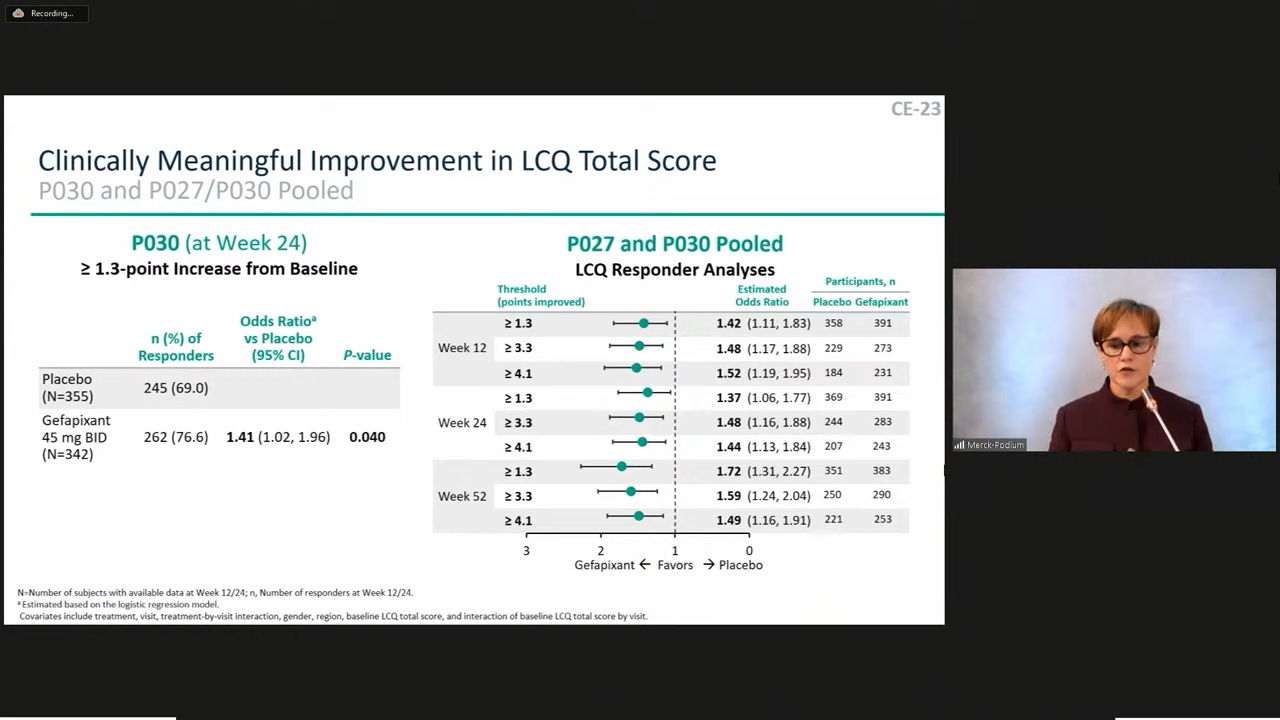 Recording...
CE-23
Clinically Meaningful Improvement in LCQ Total Score
P030 and P027/P030 Pooled
P030 (at Week 24)
≥ 1.3-point Increase from Baseline
n (%) of Responders
Odds Ratioᵃ vs Placebo (95% CI)
P-value
Placebo (N=355) 245 (69.0)
Gefapixant 45 mg BID (N=342) 262 (76.6) 1.41 (1.02, 1.96) 0.040
P027 and P030 Pooled
LCQ Responder Analyses
Threshold (points improved)
Estimated Odds Ratio
Participants, n
Placebo Gefapixant
Week 12
≥ 1.3 1.42 (1.11, 1.83) 358 391
≥ 3.3 1.48 (1.17, 1.88) 229 273
≥ 4.1 1.52 (1.19, 1.95) 184 231
Week 24
≥ 1.3 1.37 (1.06, 1.77) 369 391
≥ 3.3 1.48 (1.16, 1.88) 244 283
≥ 4.1 1.44 (1.13, 1.84) 207 243
Week 52
≥ 1.3 1.72 (1.31, 2.27) 351 383
≥ 3.3 1.59 (1.24, 2.04) 250 290
≥ 4.1 1.49 (1.16, 1.91) 221 253
3 2 1 0
Gefapixant ← Favors → Placebo
N=Number of subjects with available data at Week 12/24; n, Number of responders at Week 12/24.
ᵃ Estimated based on the logistic regression model.
Covariates include treatment, visit, treatment-by-visit interaction, gender, region, baseline LCQ total score, and interaction of baseline LCQ total score by visit.
Merck-Podium